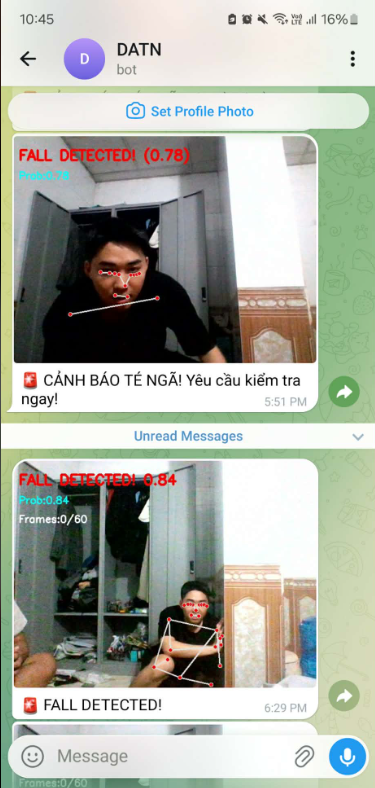 10:45
16%
D
DATN
bot
Set Profile Photo
FALL DETECTED! (0.78)
Prob:0.78
🚨 CẢNH BÁO TÉ NGÃ! Yêu cầu kiểm tra
ngay!
5:51 PM
Unread Messages
FALL DETECTED! 0.84
Prob:0.84
Frames:0/60
🚨 FALL DETECTED!
6:29 PM
Message
Frames:0/60